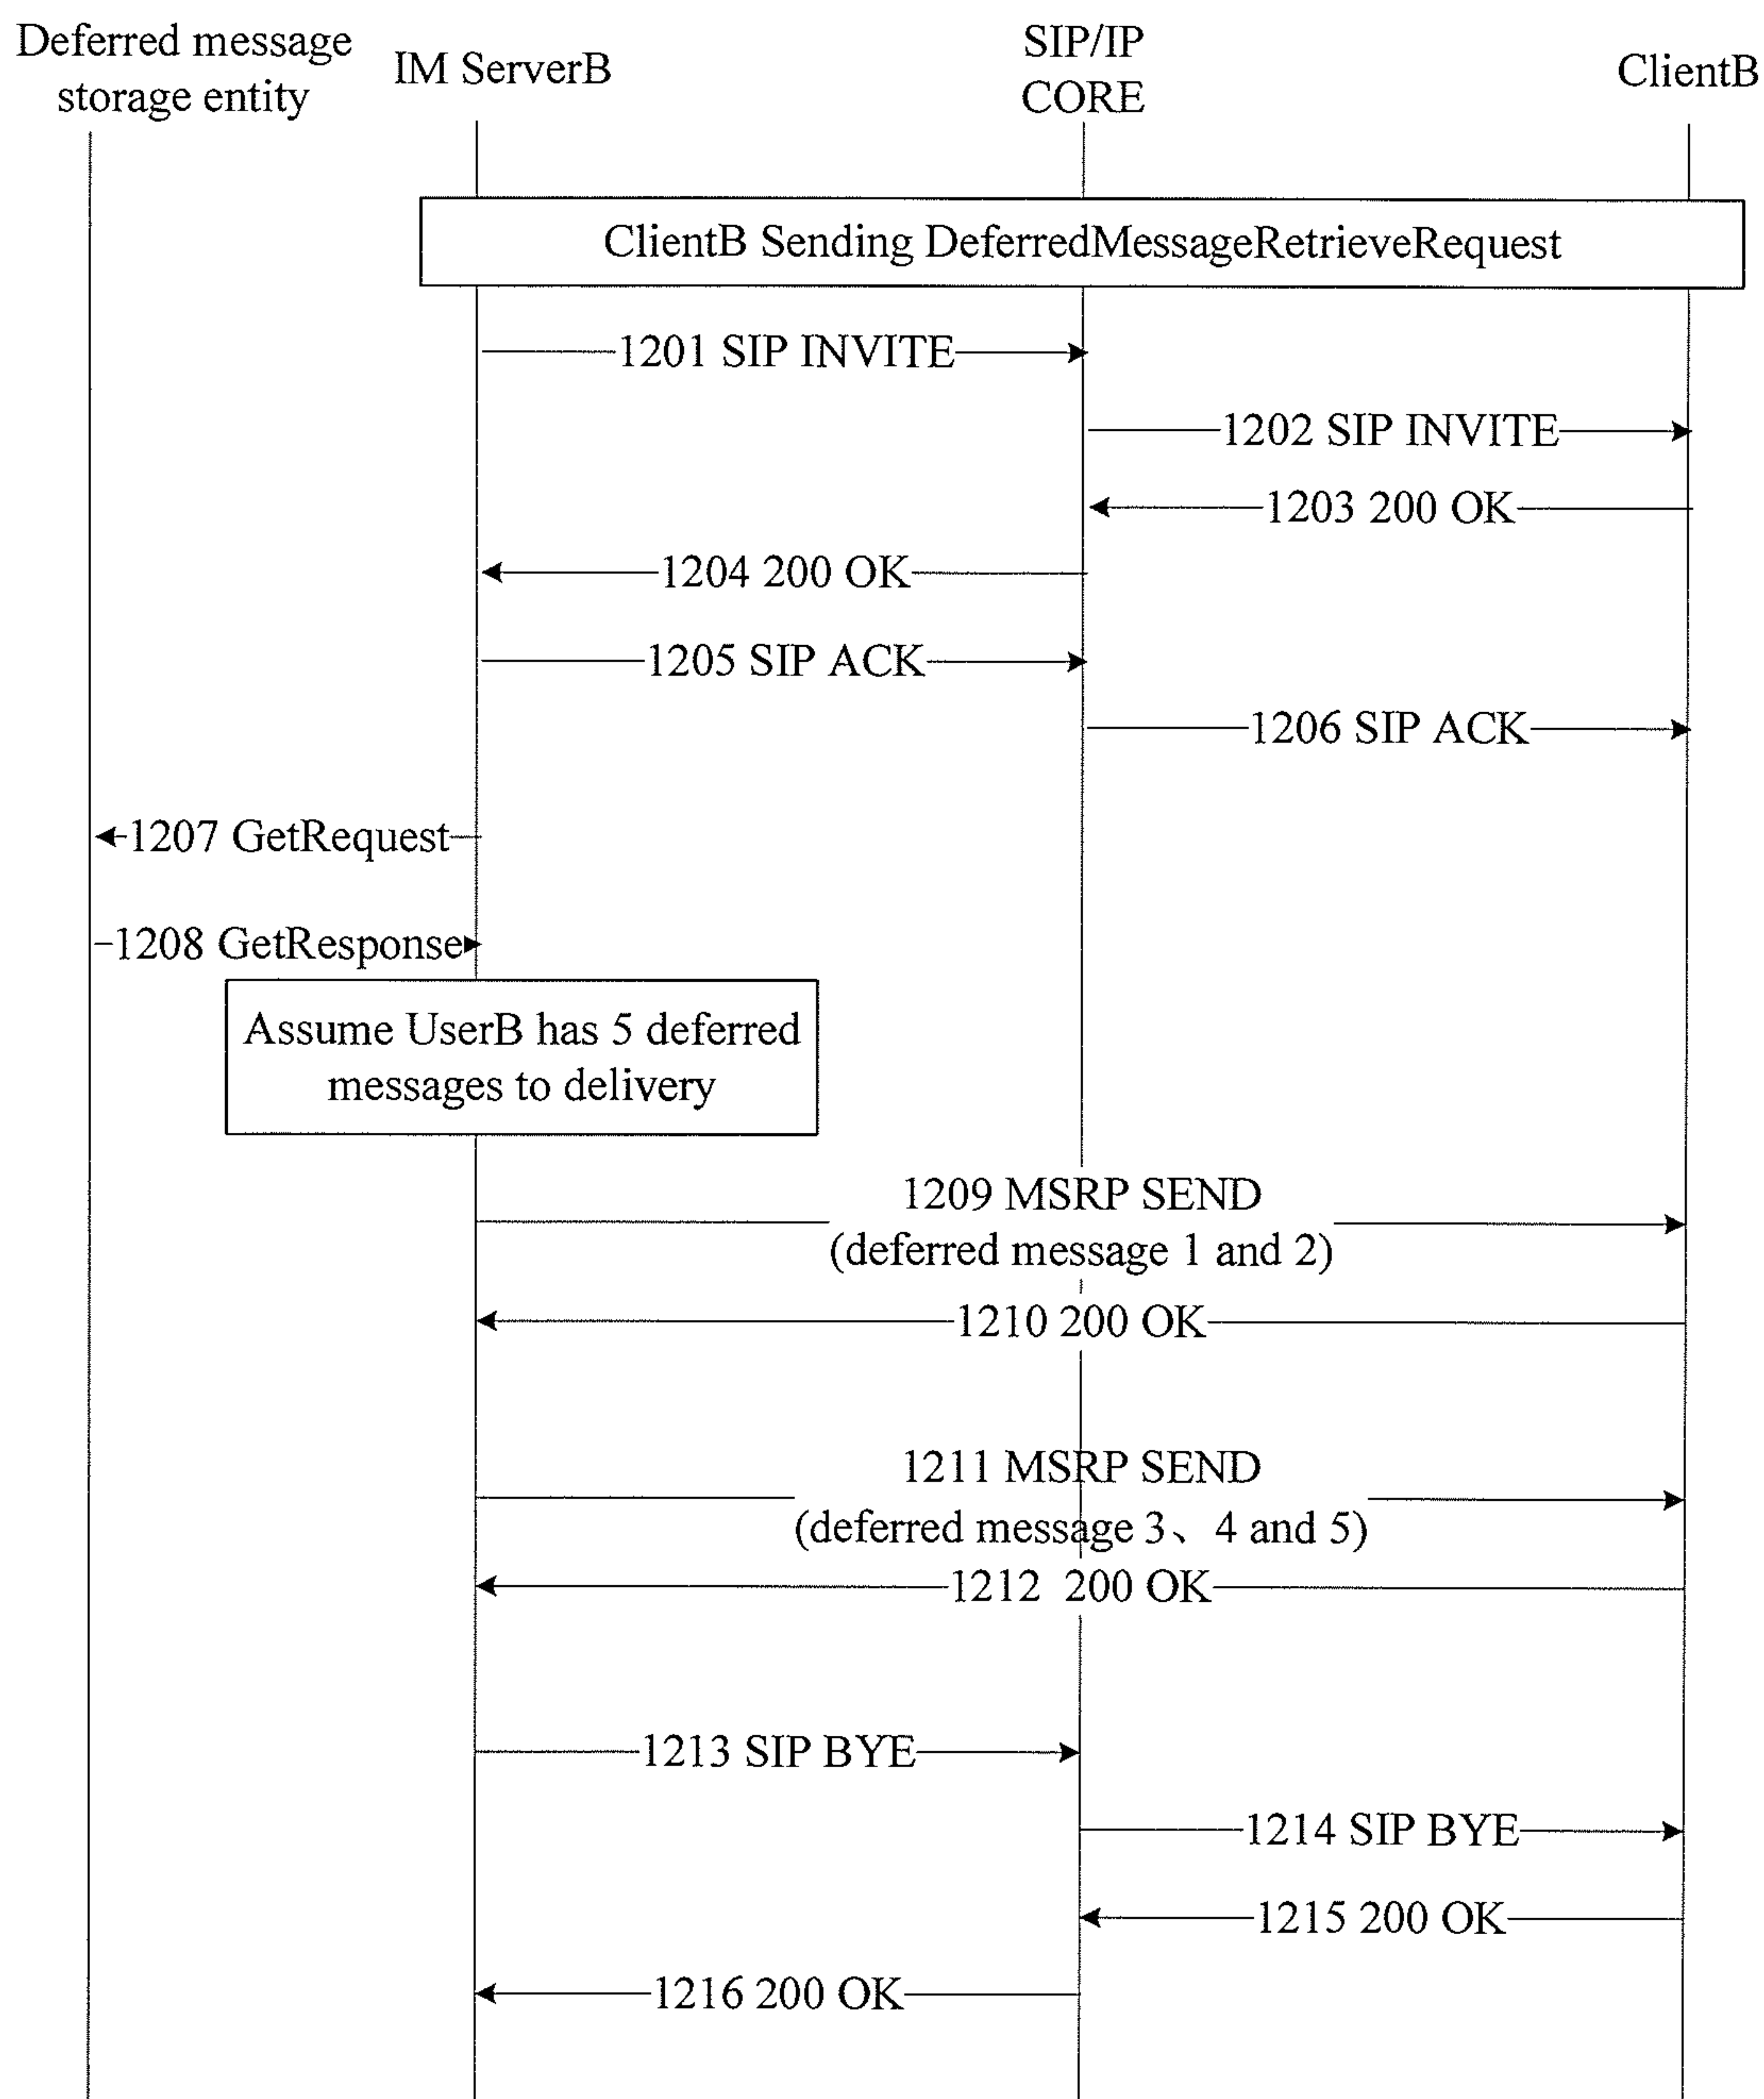 Deferred message
storage entity
IM ServerB
SIP/IP
CORE
ClientB
ClientB Sending DeferredMessageRetrieveRequest
1201 SIP INVITE
1202 SIP INVITE
1203 200 OK
1204 200 OK
1205 SIP ACK
1206 SIP ACK
1207 GetRequest
1208 GetResponse
Assume UserB has 5 deferred
messages to delivery
1209 MSRP SEND
(deferred message 1 and 2)
1210 200 OK
1211 MSRP SEND
(deferred message 3、4 and 5)
1212 200 OK
1213 SIP BYE
1214 SIP BYE
1215 200 OK
1216 200 OK